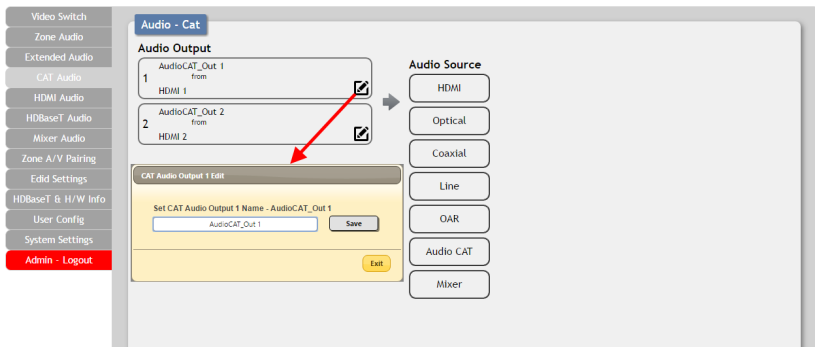 Video Switch
Zone Audio
Extended Audio
CAT Audio
HDMI Audio
HDBaseT Audio
Mixer Audio
Zone A/V Pairing
Edid Settings
HDBaseT & H/W Info
User Config
System Settings
Admin - Logout
Audio - Cat
Audio Output
AudioCAT_Out 1
1
from
HDMI 1
AudioCAT_Out 2
2
from
HDMI 2
Audio Source
HDMI
Optical
Coaxial
Line
OAR
Audio CAT
Mixer
CAT Audio Output 1 Edit
Set CAT Audio Output 1 Name - AudioCAT_Out 1
AudioCAT_Out 1 Save
Exit